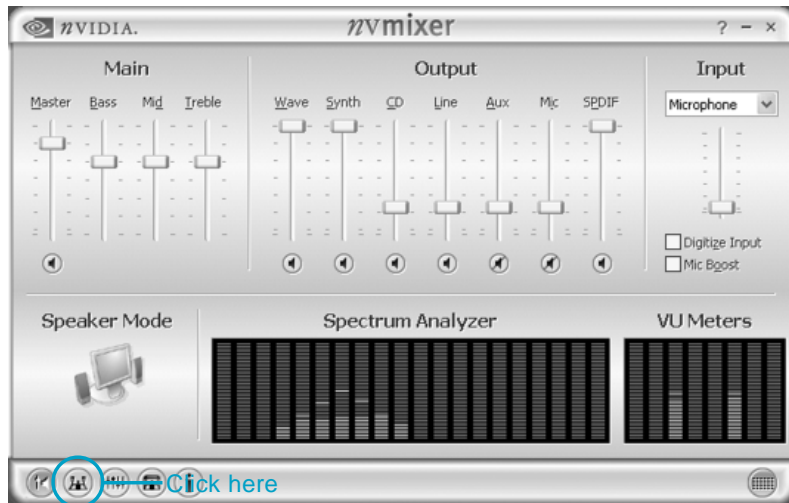 nVIDIA.
nvmixer
? - ×
Main
Output
Input
Master Bass Mid Treble
Wave Synth CD Line Aux Mic SPDIF
Microphone
Digitize Input
Mic Boost
Speaker Mode
Spectrum Analyzer
VU Meters
Click here